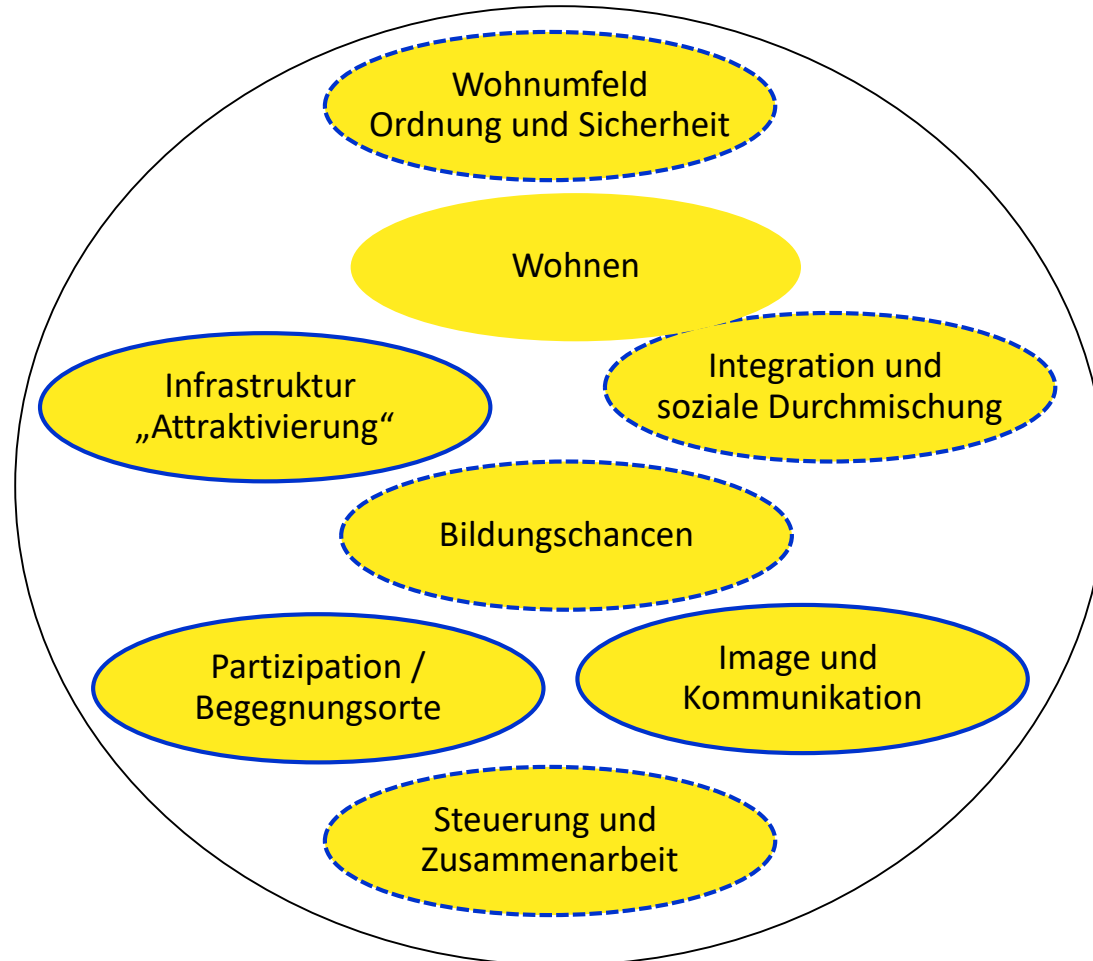 Wohnumfeld
Ordnung und Sicherheit
Wohnen
Infrastruktur
„Attraktivierung“
Integration und
soziale Durchmischung
Bildungschancen
Partizipation /
Begegnungsorte
Image und
Kommunikation
Steuerung und
Zusammenarbeit